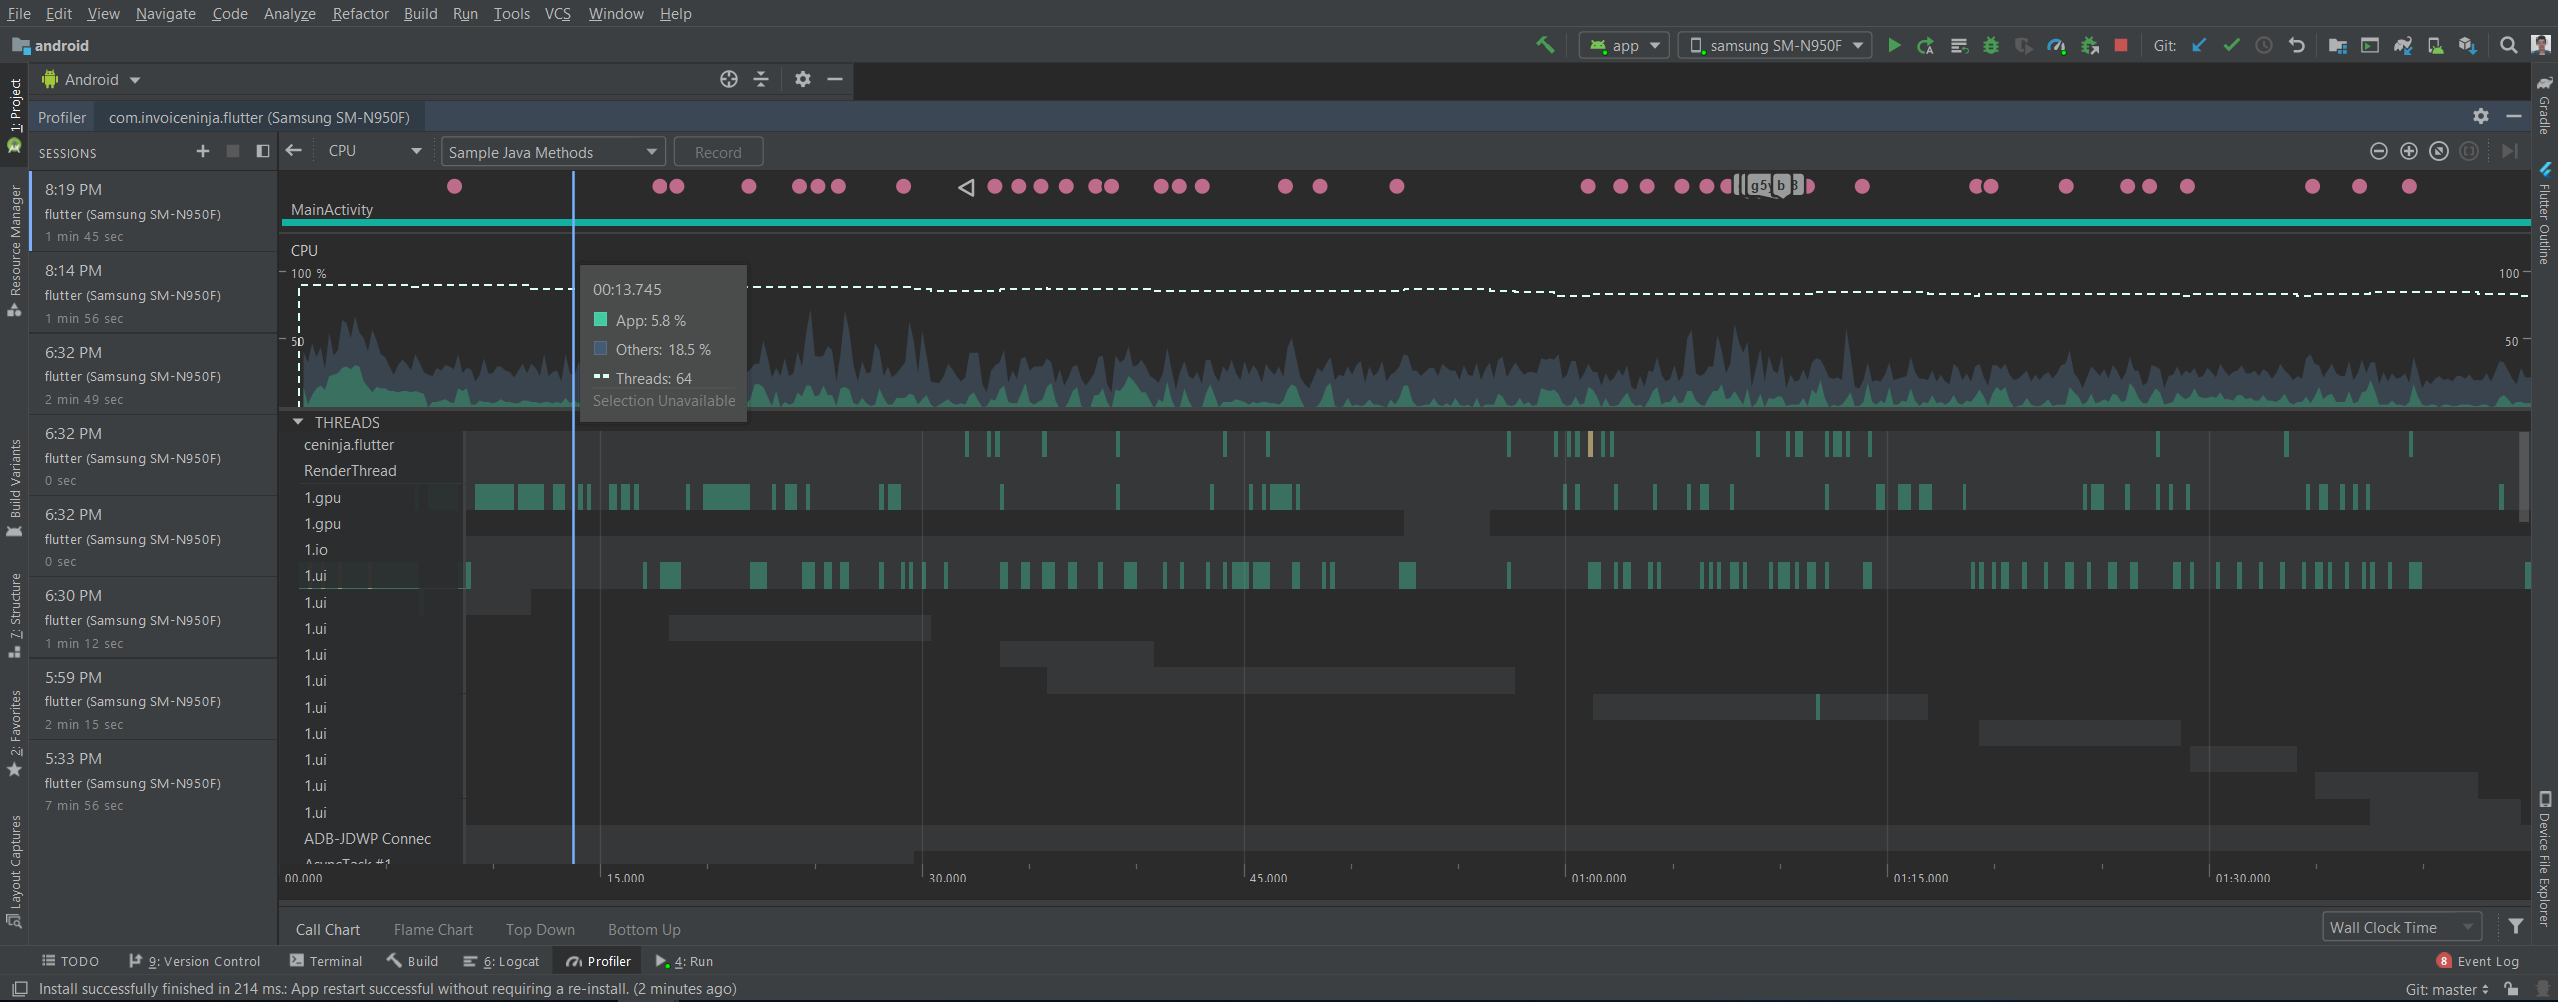 File Edit View Navigate Code Analyze Refactor Build Run Tools VCS Window Help
android
app
samsung SM-N950F
Git:
Android
Profiler
com.invoiceninja.flutter (Samsung SM-N950F)
SESSIONS
CPU
Sample Java Methods
Record
8:19 PM
flutter (Samsung SM-N950F)
1 min 45 sec
8:14 PM
flutter (Samsung SM-N950F)
1 min 56 sec
6:32 PM
flutter (Samsung SM-N950F)
2 min 49 sec
6:32 PM
flutter (Samsung SM-N950F)
0 sec
6:32 PM
flutter (Samsung SM-N950F)
0 sec
6:30 PM
flutter (Samsung SM-N950F)
1 min 12 sec
5:59 PM
flutter (Samsung SM-N950F)
2 min 15 sec
5:33 PM
flutter (Samsung SM-N950F)
7 min 56 sec
1: Project
Resource Manager
Build Variants
7: Structure
2: Favorites
Layout Captures
b
MainActivity
CPU
100 %
50
100
50
00:13.745
App: 5.8 %
Others: 18.5 %
Threads: 64
Selection Unavailable
THREADS
ceninja.flutter
RenderThread
1.gpu
1.gpu
1.io
1.ui
1.ui
1.ui
1.ui
1.ui
1.ui
1.ui
1.ui
1.ui
1.ui
ADB-JDWP Connec
AsyncTask #1
00.000
15.000
30.000
45.000
01:00.000
01:15.000
01:30.000
Call Chart
Flame Chart
Top Down
Bottom Up
Wall Clock Time
Gradle
Flutter Outline
Device File Explorer
TODO
9: Version Control
Terminal
Build
6: Logcat
Profiler
4: Run
8 Event Log
Install successfully finished in 214 ms.: App restart successful without requiring a re-install. (2 minutes ago)
Git: master